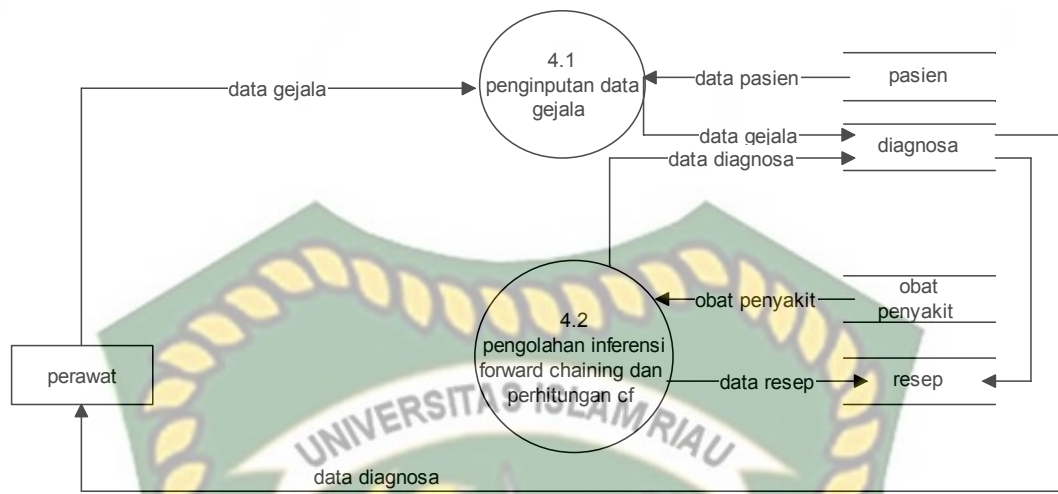 4.1
penginputan data
gejala
data gejala
data pasien
pasien
data gejala
data diagnosa
diagnosa
obat penyakit
obat
penyakit
4.2
pengolahan inferensi
forward chaining dan
perhitungan cf
data resep
resep
perawat
UNIVERSITAS ISLAM RIAU
data diagnosa